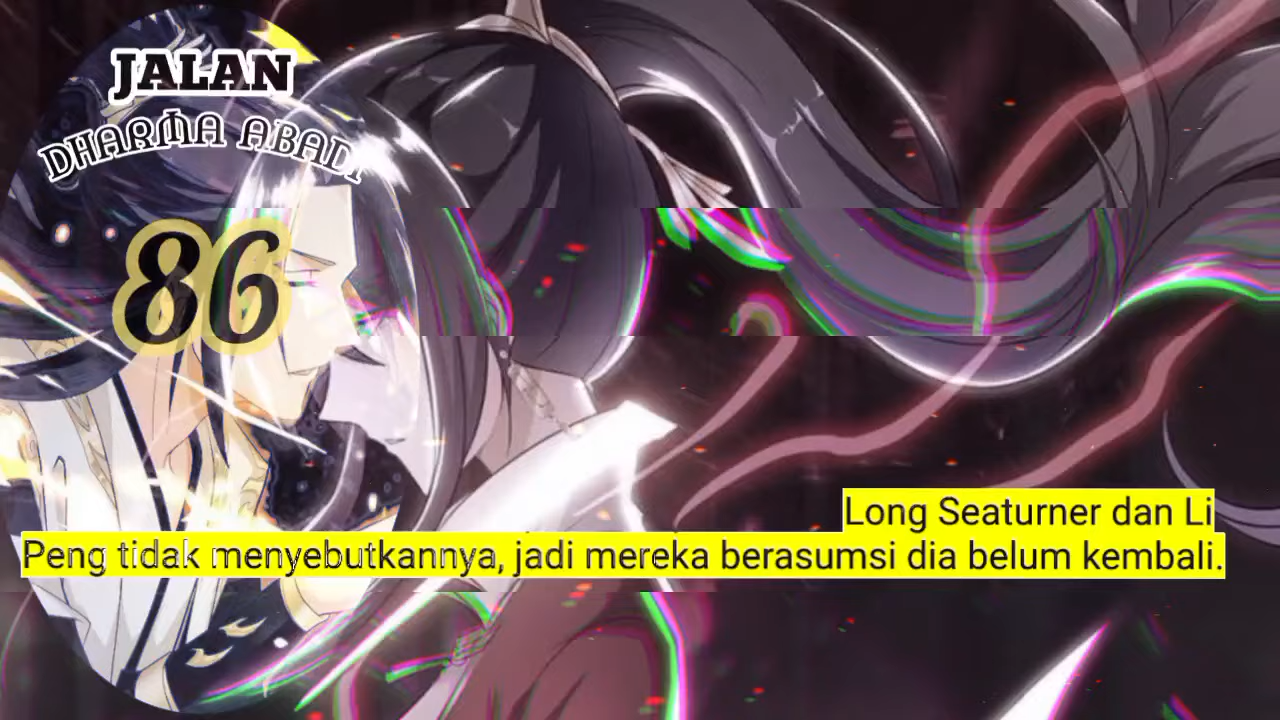 JALAN
DHARMA ABADI
86
Long Seaturner dan Li
Peng tidak menyebutkannya, jadi mereka berasumsi dia belum kembali.